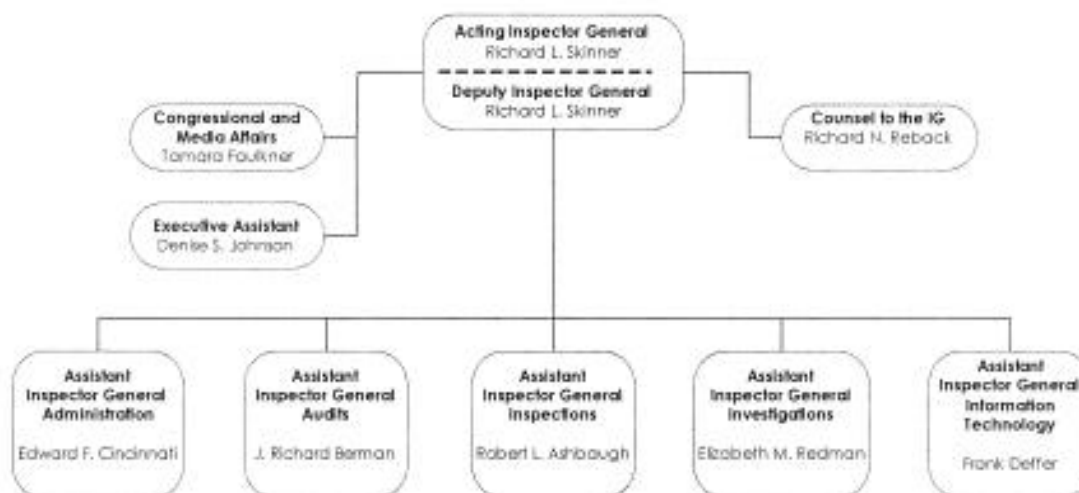 Acting Inspector General
Richard L. Skinner
Deputy Inspector General
Richard L. Skinner
Congressional and
Media Affairs
Tamara Faulkner
Counsel to the IG
Richard N. Reback
Executive Assistant
Denise S. Johnson
Assistant
Inspector General
Administration
Edward F. Cincinnati
Assistant
Inspector General
Audits
J. Richard Berman
Assistant
Inspector General
Inspections
Robert L. Ashbaugh
Assistant
Inspector General
Investigations
Elizabeth M. Redman
Assistant
Inspector General
Information
Technology
Frank Deffer